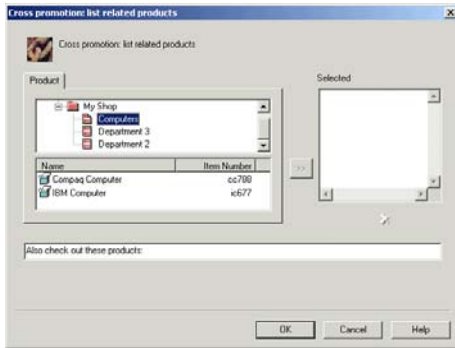 Cross promotion: list related products
Cross promotion: list related products
Product
Selected
My Shop
Computers
Department 3
Department 2
Name Item Number
Compaq Computer cc788
IBM Computer ic677
>>
Also check out these products:
OK Cancel Help